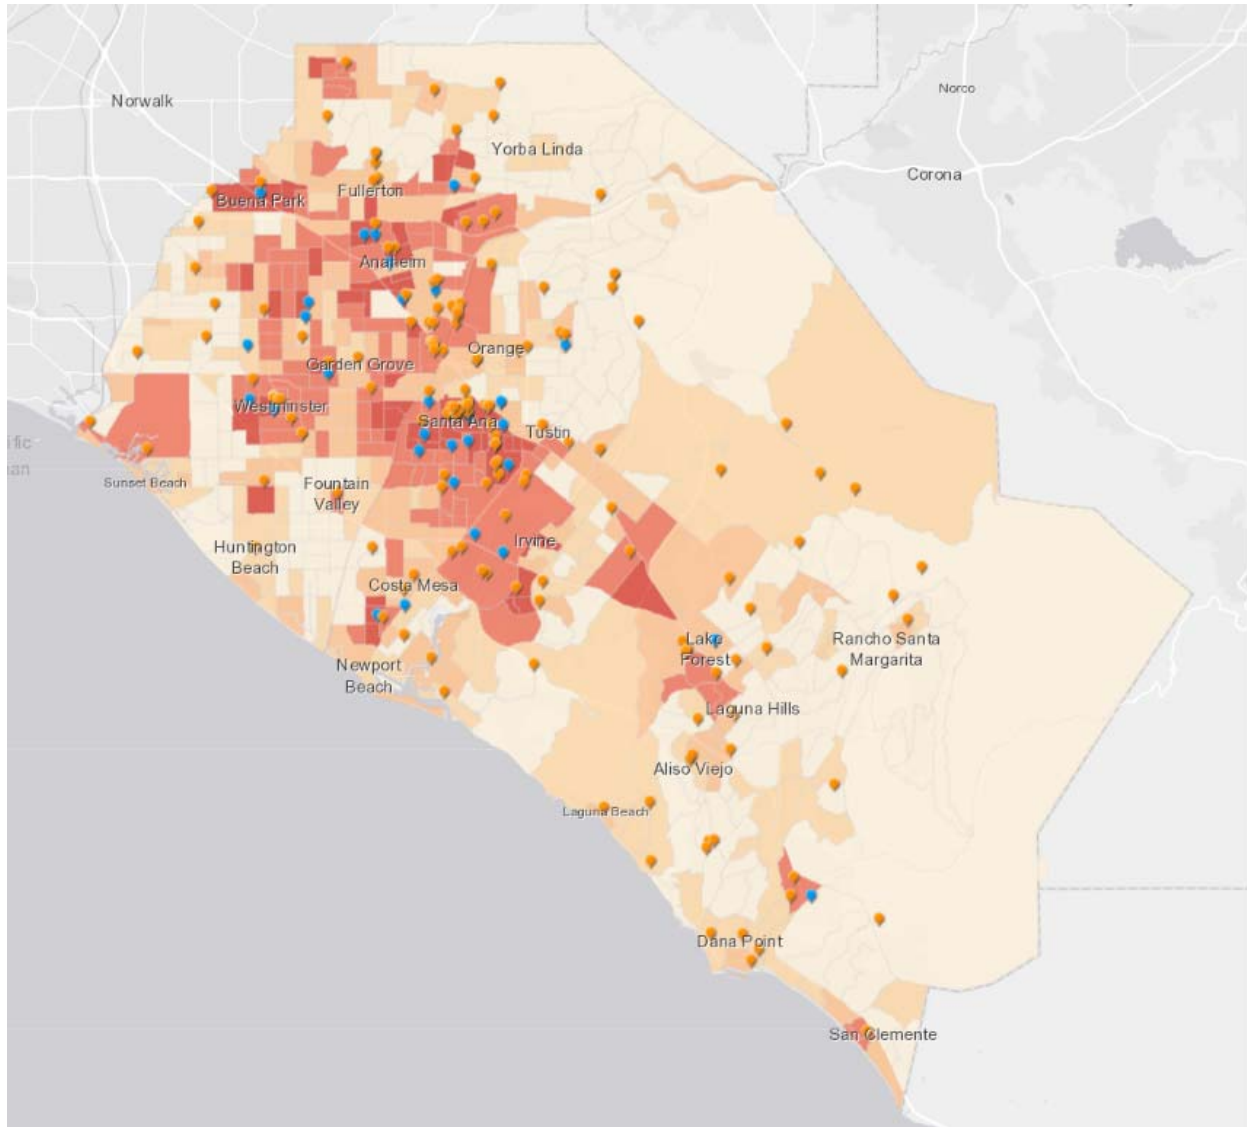 Norco
Norwalk
Yorba Linda
Corona
Fullerton
Buena Park
Anaheim
Orange
Garden Grove
Westminster
Santa Ana
Tustin
ific
ean
Sunset Beach
Fountain
Valley
Irvine
Huntington
Beach
Costa Mesa
Lake
Forest
Rancho Santa
Margarita
Newport
Beach
Laguna Hills
Aliso Viejo
Laguna Beach
Dana Point
San Clemente